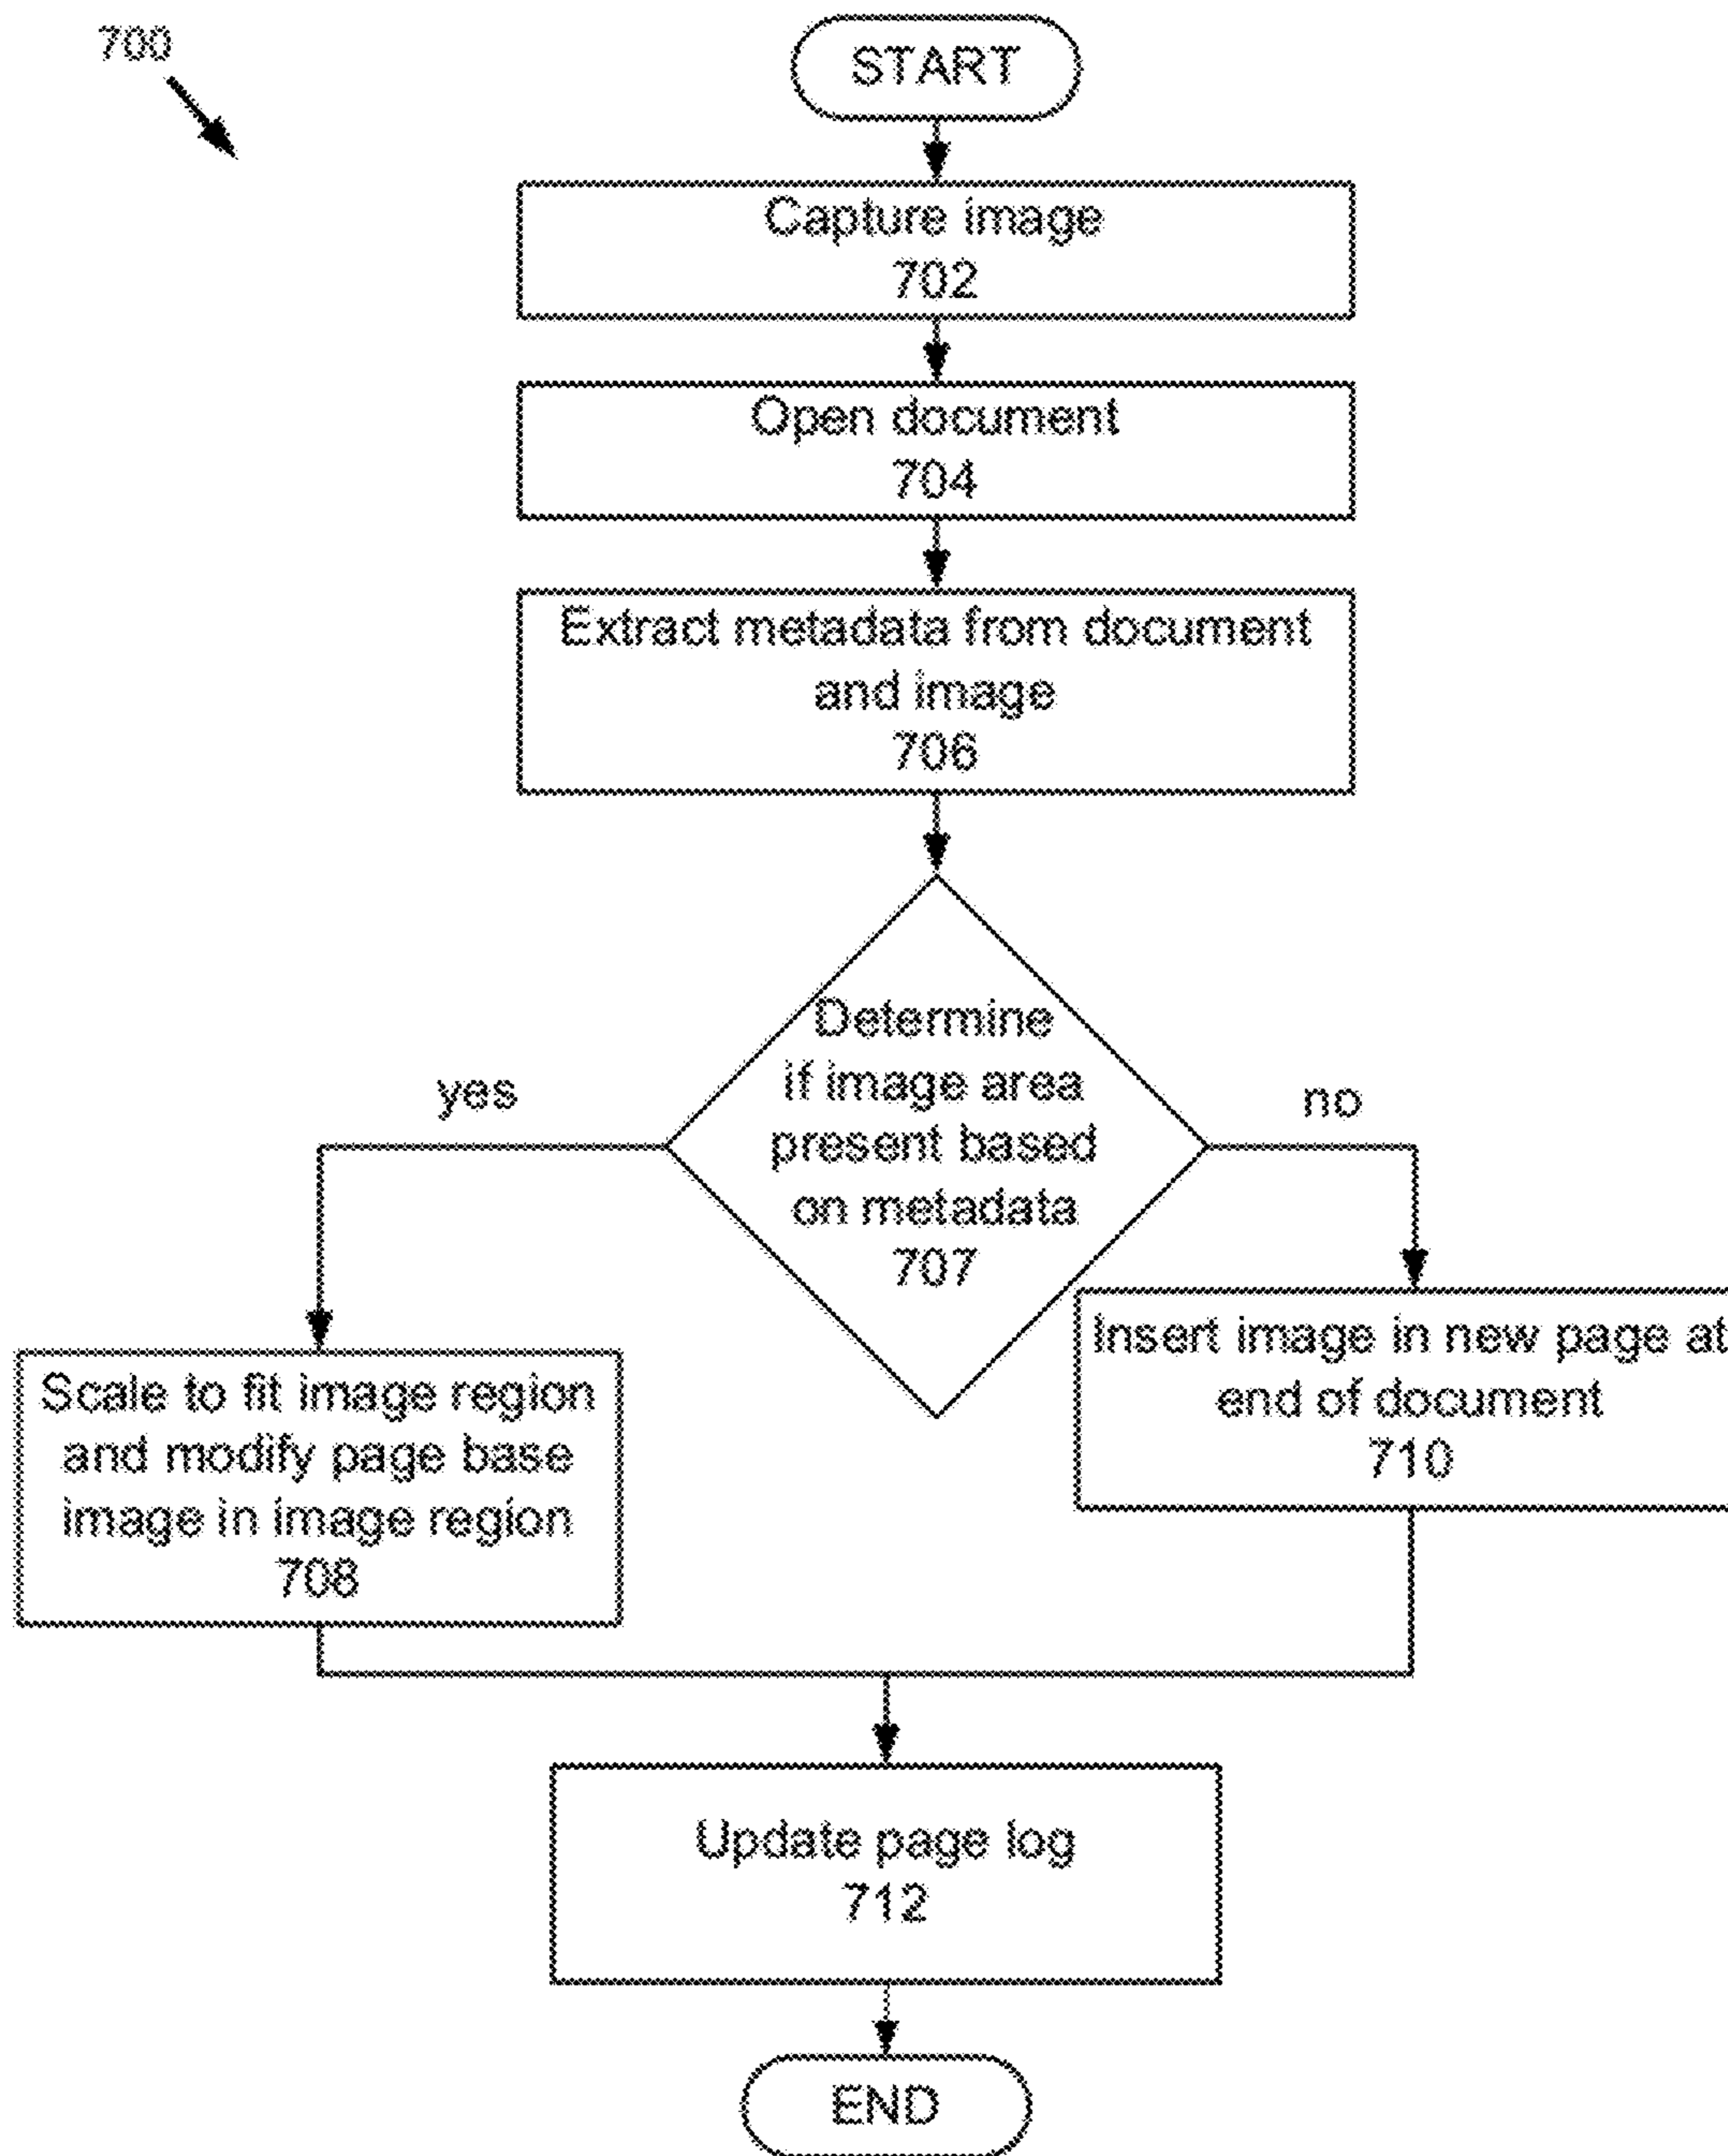 700
START
Capture image
702
Open document
704
Extract metadata from document
and image
706
Determine
if image area
present based
on metadata
707
yes
no
Scale to fit image region
and modify page base
image in image region
708
Insert image in new page at
end of document
710
Update page log
712
END